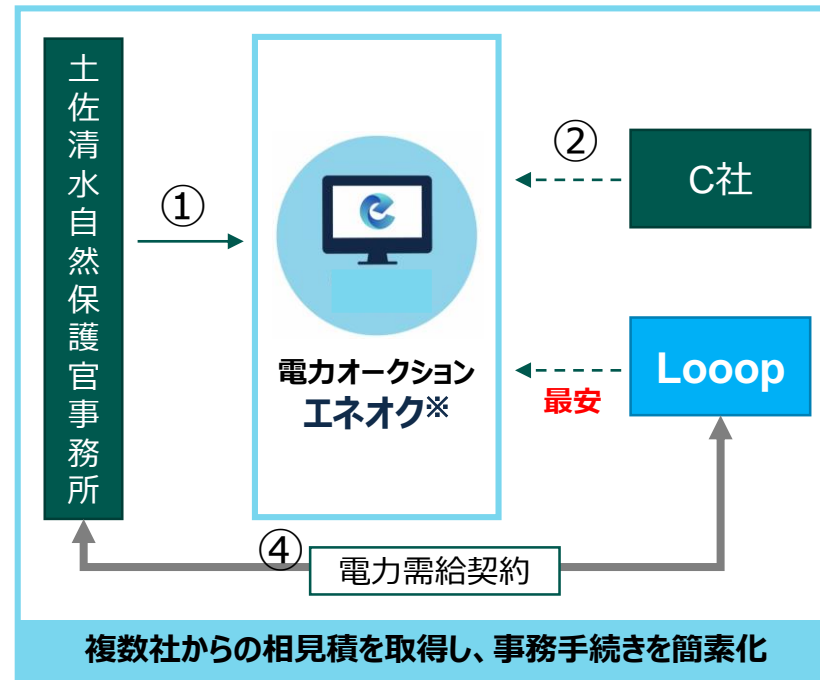 土佐清水自然保護官事務所
①
②
C社
電力オークション
エネオク※
Looop
最安
④
電力需給契約
複数社からの相見積を取得し、事務手続きを簡素化